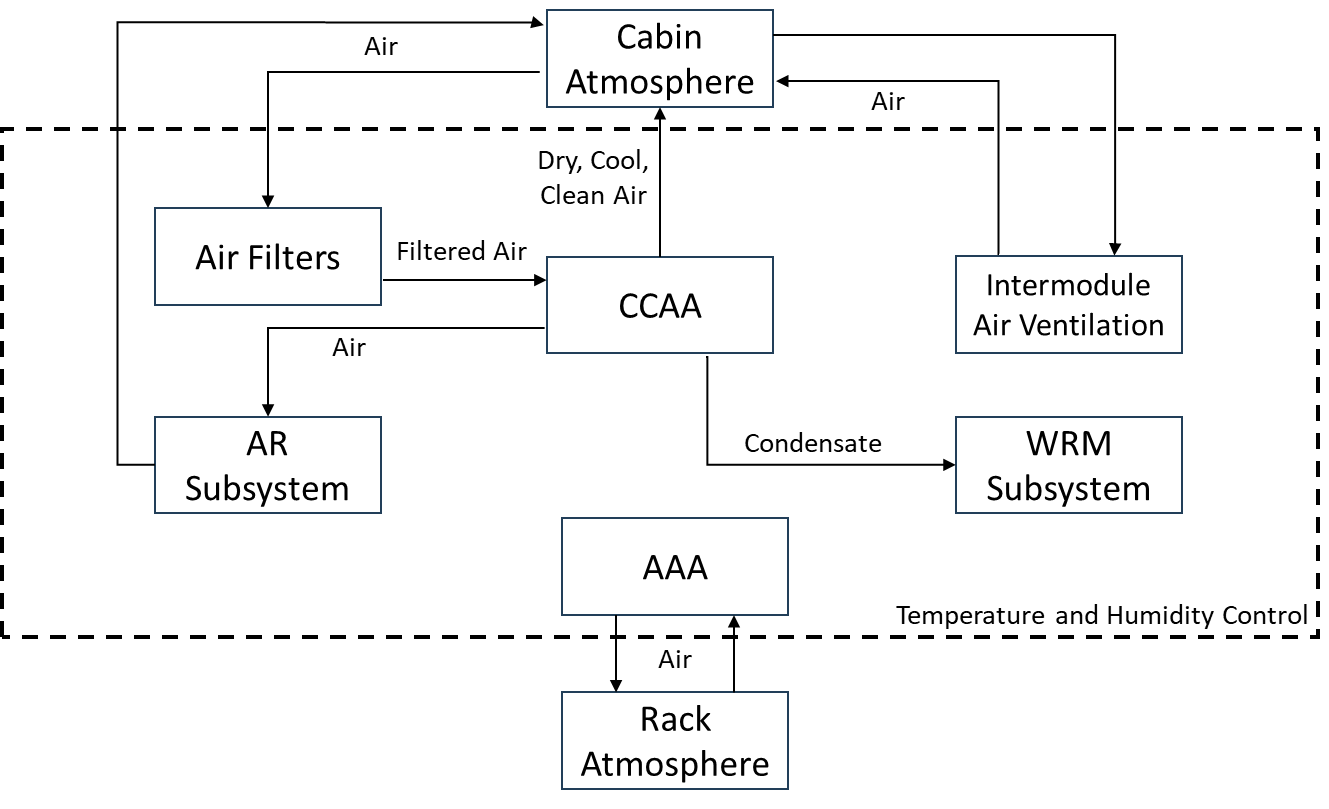 Cabin
Atmosphere
Air
Air
Dry, Cool,
Clean Air
Air Filters
Filtered Air
CCAA
Intermodule
Air Ventilation
Air
AR
Subsystem
Condensate
WRM
Subsystem
AAA
Temperature and Humidity Control
Air
Rack
Atmosphere